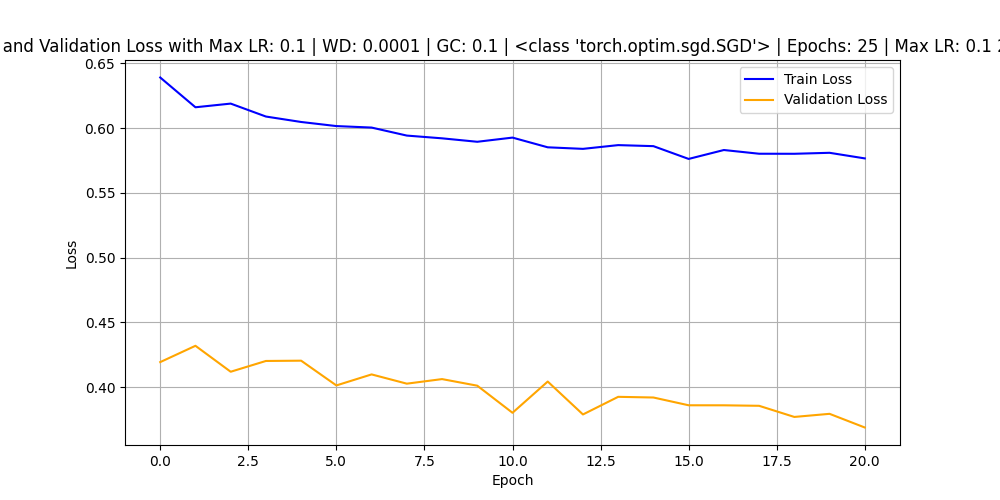 and Validation Loss with Max LR: 0.1 | WD: 0.0001 | GC: 0.1 | <class 'torch.optim.sgd.SGD'> | Epochs: 25 | Max LR: 0.1
Train Loss
Validation Loss
0.65
0.60
0.55
0.50
0.45
0.40
Loss
0.0 2.5 5.0 7.5 10.0 12.5 15.0 17.5 20.0
Epoch